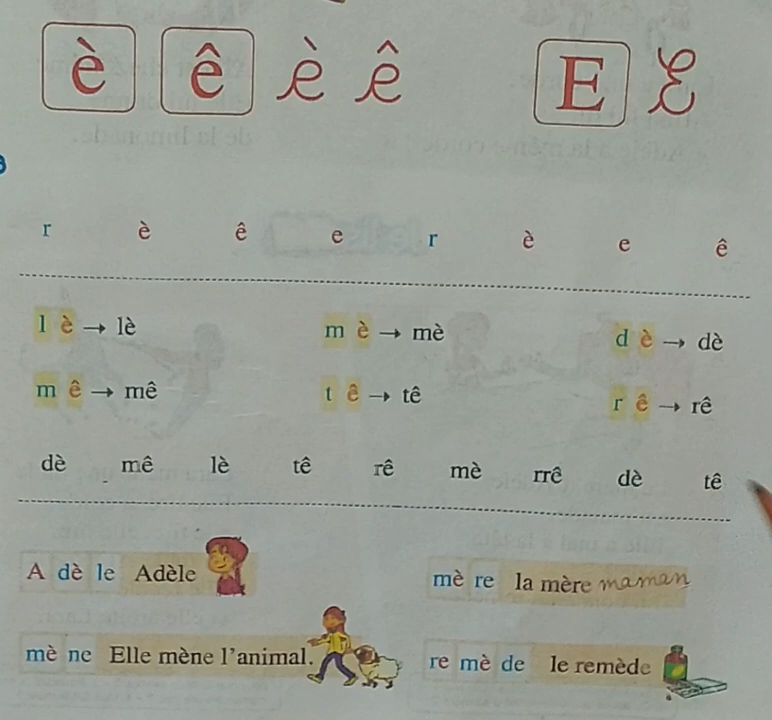 è ê è ê E E
r è ê e r è e ê
l è → lè m è → mè d è → dè
m ê → mê t ê → tê r ê → rê
dè mê lè tê rê mè rrê dè tê
A dè le Adèle mè re la mère maman
mè ne Elle mène l'animal. re mè de le remède